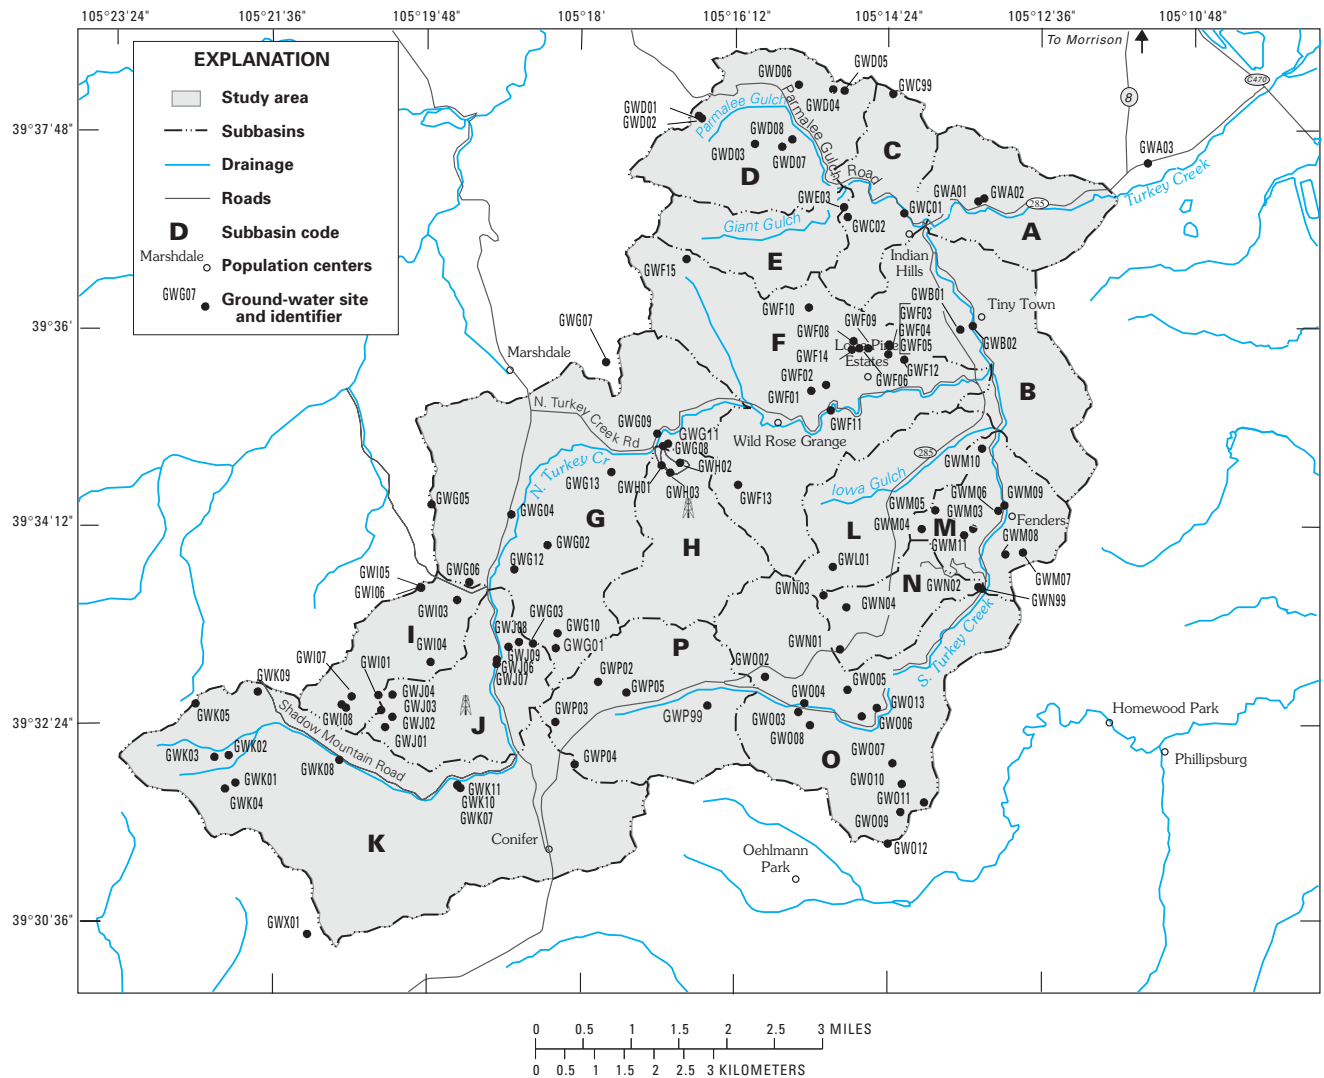 105°23'24" 105°21'36" 105°19'48" 105°18' 105°16'12" 105°14'24" 105°12'36" 105°10'48"
39°37'48"
39°36'
39°34'12"
39°32'24"
39°30'36"
EXPLANATION
Study area
Subbasins
Drainage
Roads
D Subbasin code
Marshdale Population centers
GWG07 Ground-water site
and identifier
To Morrison
C470
8
GWD05
GWD06
GWC99
GWD04
GWD01
GWD02
Parmalee Gulch
Parmalee Gulch
Road
GWD08
GWD03
GWD07
C
D
GWA03
Turkey Creek
GWE03
GWA01
GWA02
285
GWC01
GWC02
Giant Gulch
A
E
Indian
Hills
GWF15
GWB01
Tiny Town
GWF10
GWF03
GWF09
GWF04
GWF08
GWF05
GWB02
GWG07
F
Lone Pine
Estates
GWF14
GWF12
GWF06
GWF02
GWF01
GWF11
Marshdale
B
N. Turkey Creek Rd
GWG09
GWG11
GWG08
Wild Rose Grange
GWH02
285
GWM10
N. Turkey Cr
GWG13
GWH01
GWH03
GWF13
Iowa Gulch
GWG05
GWG04
GWM05
GWM06
GWM09
GWM03
GWM04
Fenders
G
L
M
GWM08
GWG02
H
GWM11
GWG12
GWL01
GWM07
GWG06
GWI05
GWI06
N
GWN02
GWN03
GWN99
GWI03
GWN04
GWG03
GWJ08
GWG10
GWG01
I
GWI04
GWN01
P
S. Turkey Creek
GWJ09
GWJ06
GWJ07
GWI07
GWI01
GWO02
GWP02
GWK09
GWJ04
GWO05
GWO04
GWP05
GWO13
GWJ03
GWK05
GWI08
GWJ02
J
GWP03
GWP99
GWO03
GWO06
Homewood Park
GWJ01
GWO08
Shadow Mountain Road
GWK02
GWK03
GWO07
Phillipsburg
GWP04
O
GWK08
GWK01
GWO10
GWK04
GWK11
GWK10
GWK07
GWO11
GWO09
K
Conifer
GWO12
Oehlmann
Park
GWX01
0 0.5 1 1.5 2 2.5 3 MILES
0 0.5 1 1.5 2 2.5 3 KILOMETERS